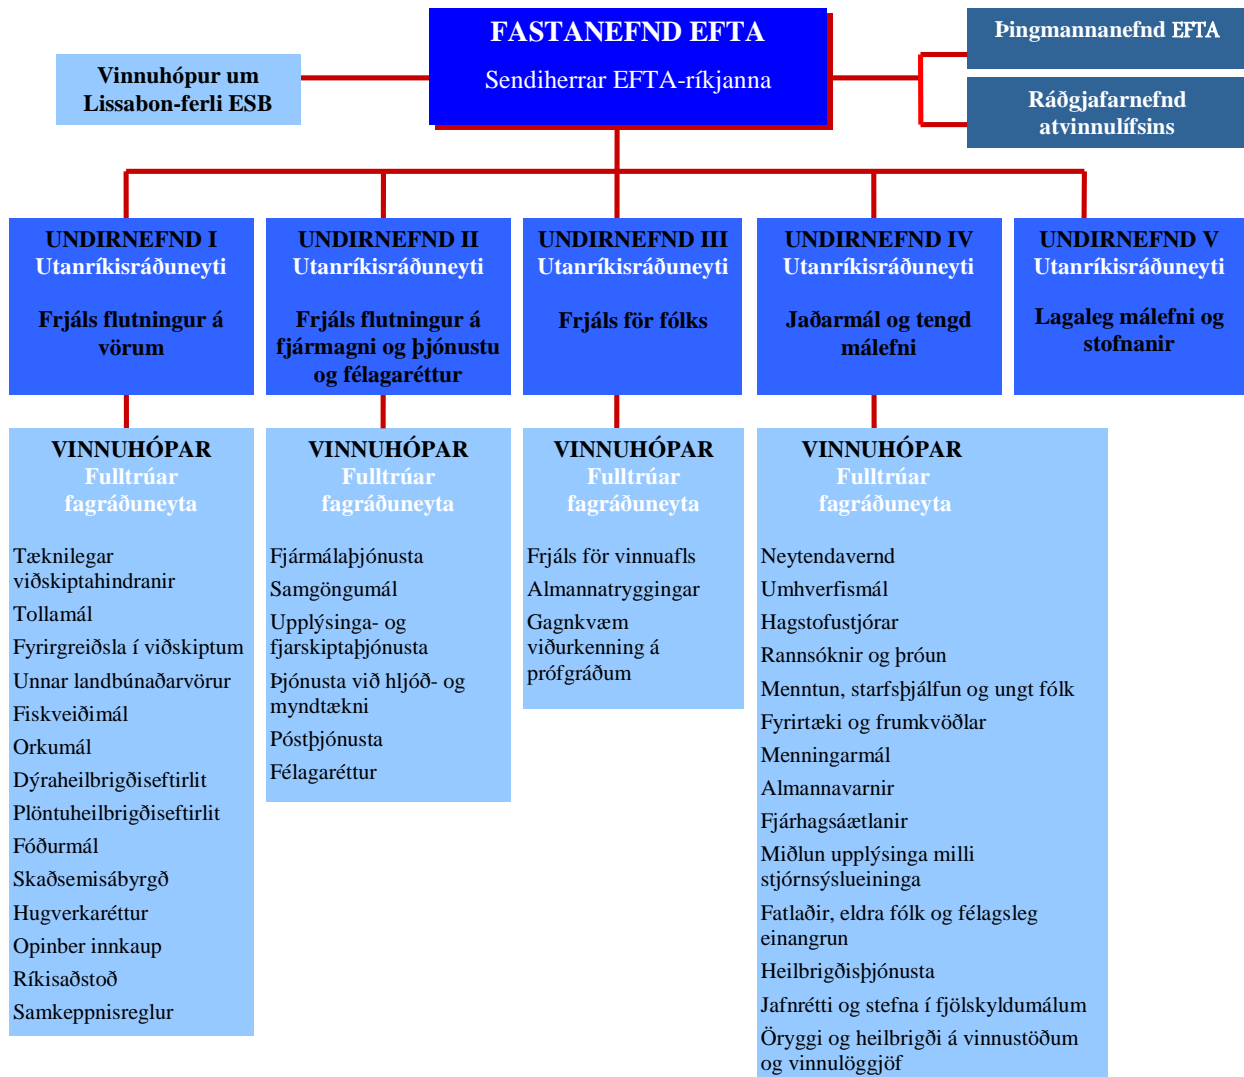 FASTANEFND EFTA
Sendiherrar EFTA-ríkjanna
Vinnuhópur um
Lissabon-ferli ESB
Þingmannanefnd EFTA
Ráðgjafarnefnd
atvinnulífsins
UNDIRNEFND I
Utanríkisráðuneyti
Frjáls flutningur á
vörum
UNDIRNEFND II
Utanríkisráðuneyti
Frjáls flutningur á
fjármagni og þjónustu
og félagaréttur
UNDIRNEFND III
Utanríkisráðuneyti
Frjáls för fólks
UNDIRNEFND IV
Utanríkisráðuneyti
Jaðarmál og tengd
málefni
UNDIRNEFND V
Utanríkisráðuneyti
Lagaleg málefni og
stofnanir
VINNUHÓPAR
Fulltrúar
fagráðuneyta
Tæknilegar
viðskiptahindranir
Tollamál
Fyrirgreiðsla í viðskiptum
Unnar landbúnaðarvörur
Fiskveiðimál
Orkumál
Dýraheilbrigðiseftirlit
Plöntuheilbrigðiseftirlit
Fóðurmál
Skaðsemisábyrgð
Hugverkaréttur
Opinber innkaup
Ríkisaðstoð
Samkeppnisreglur
VINNUHÓPAR
Fulltrúar
fagráðuneyta
Fjármálaþjónusta
Samgöngumál
Upplýsinga- og
fjarskiptaþjónusta
Þjónusta við hljóð- og
myndtækni
Póstþjónusta
Félagaréttur
VINNUHÓPAR
Fulltrúar
fagráðuneyta
Frjáls för vinnuafls
Almannatryggingar
Gagnkvæm
viðurkenning á
prófgráðum
VINNUHÓPAR
Fulltrúar
fagráðuneyta
Neytendavernd
Umhverfismál
Hagstofustjórar
Rannsóknir og þróun
Menntun, starfsþjálfun og ungt fólk
Fyrirtæki og frumkvöðlar
Menningarmál
Almannavarnir
Fjárhagsáætlanir
Miðlun upplýsinga milli
stjórnsýslueininga
Fatlaðir, eldra fólk og félagsleg
einangrun
Heilbrigðisþjónusta
Jafnrétti og stefna í fjölskyldumálum
Öryggi og heilbrigði á vinnustöðum
og vinnulöggjöf